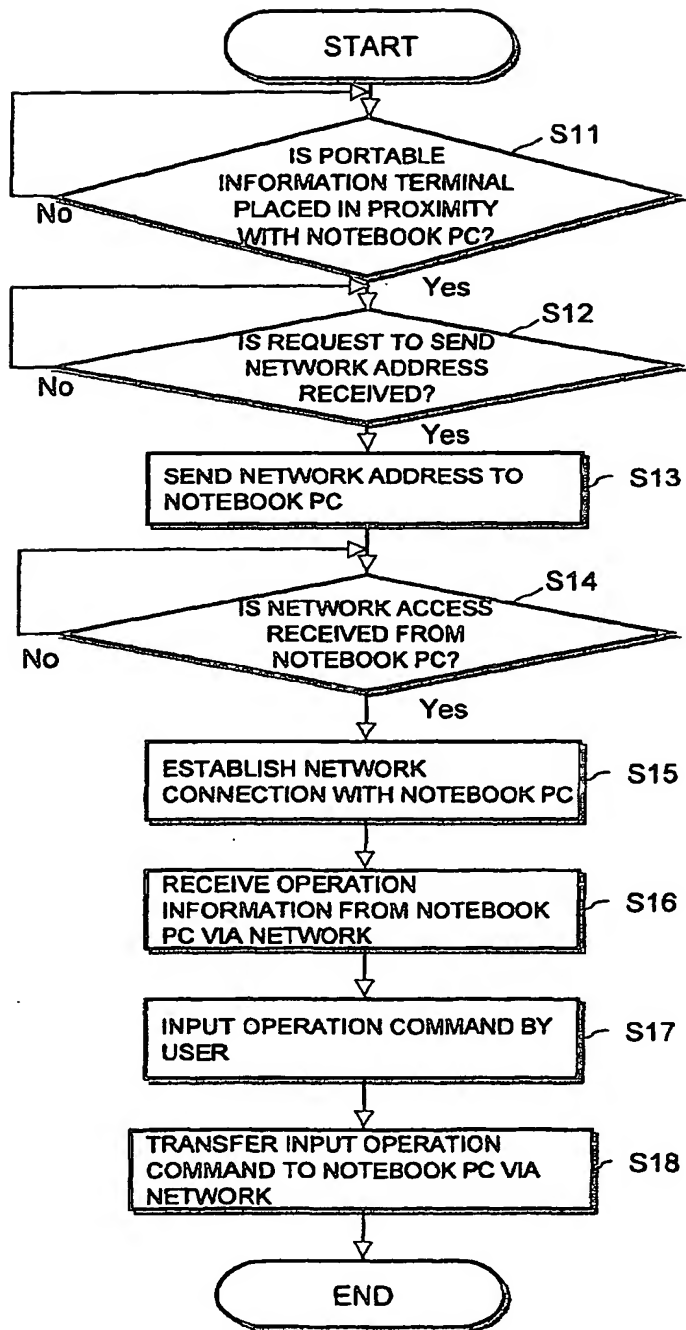 START
S11
IS PORTABLE
INFORMATION TERMINAL
PLACED IN PROXIMITY
WITH NOTEBOOK PC?
No
Yes
S12
IS REQUEST TO SEND
NETWORK ADDRESS
RECEIVED?
No
Yes
SEND NETWORK ADDRESS TO
NOTEBOOK PC
S13
S14
IS NETWORK ACCESS
RECEIVED FROM
NOTEBOOK PC?
No
Yes
ESTABLISH NETWORK
CONNECTION WITH NOTEBOOK PC
S15
RECEIVE OPERATION
INFORMATION FROM NOTEBOOK
PC VIA NETWORK
S16
INPUT OPERATION COMMAND BY
USER
S17
TRANSFER INPUT OPERATION
COMMAND TO NOTEBOOK PC VIA
NETWORK
S18
END